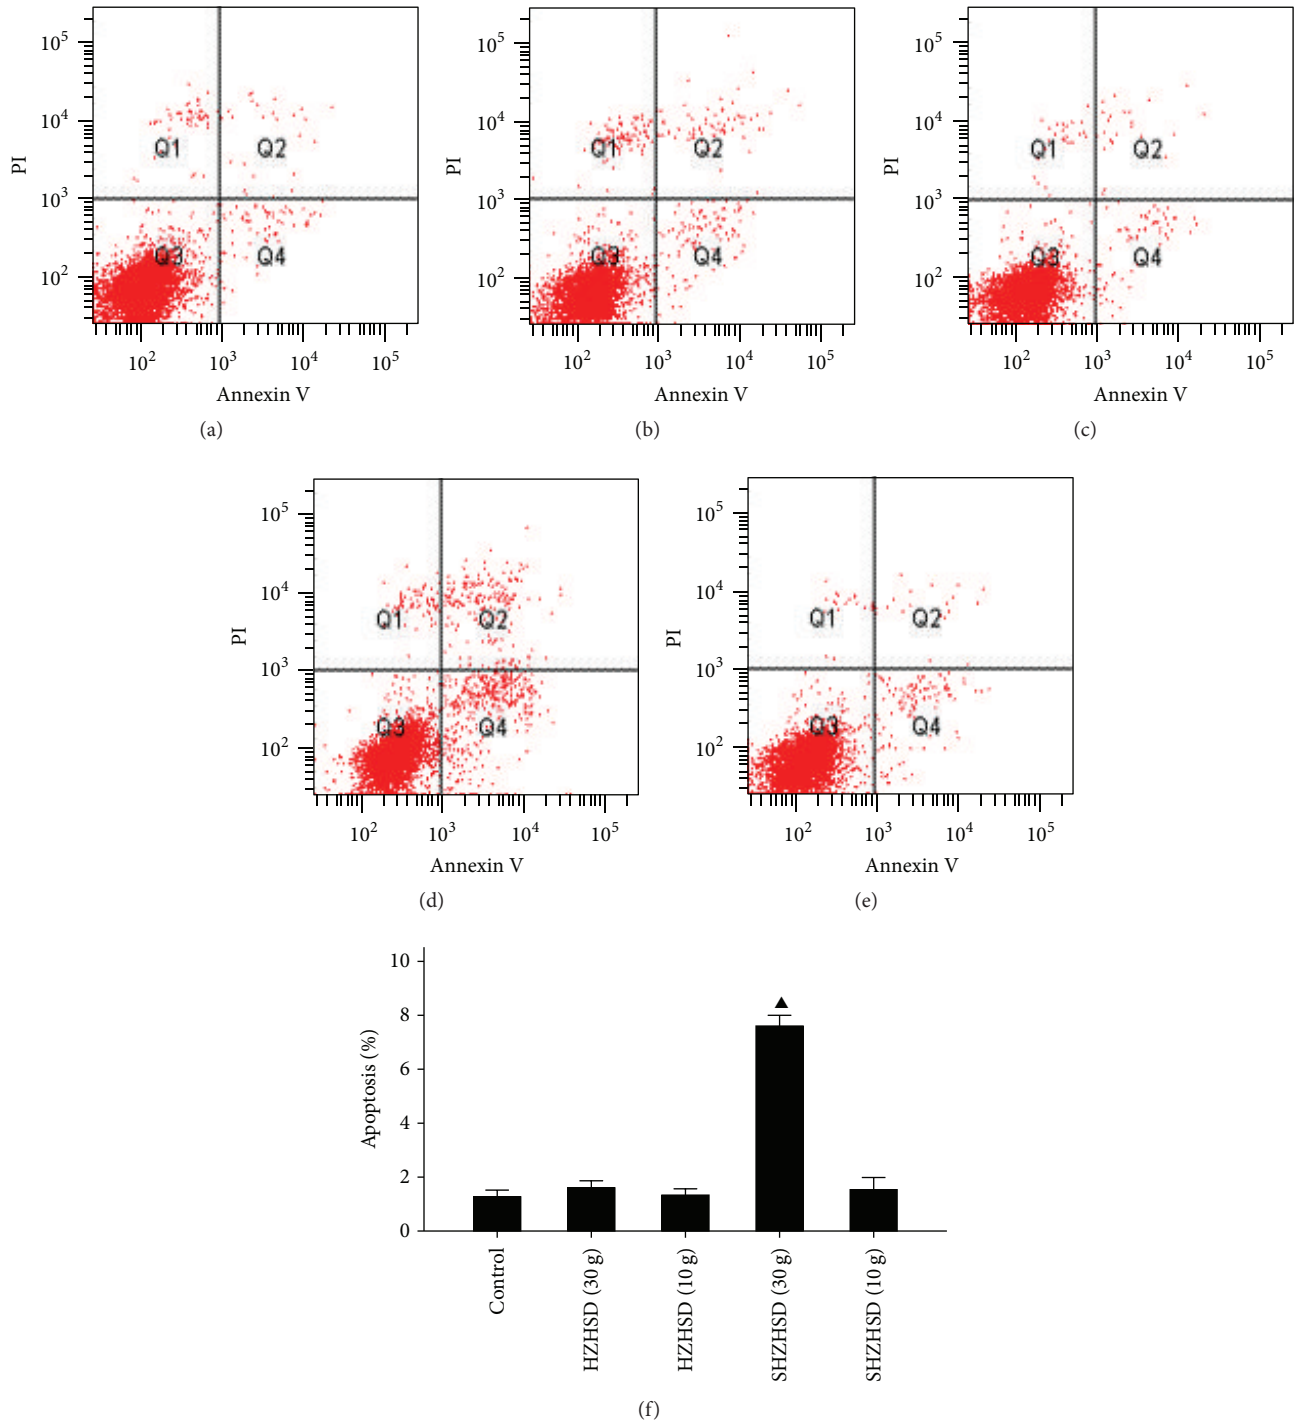 10^5
10^4
10^3
10^2
PI
Q1
Q2
Q3
Q4
10^2 10^3 10^4 10^5
Annexin V
(a)
10^5
10^4
10^3
10^2
PI
Q1
Q2
Q3
Q4
10^2 10^3 10^4 10^5
Annexin V
(b)
10^5
10^4
10^3
10^2
PI
Q1
Q2
Q3
Q4
10^2 10^3 10^4 10^5
Annexin V
(c)
10^5
10^4
10^3
10^2
PI
Q1
Q2
Q3
Q4
10^2 10^3 10^4 10^5
Annexin V
(d)
10^5
10^4
10^3
10^2
PI
Q1
Q2
Q3
Q4
10^2 10^3 10^4 10^5
Annexin V
(e)
10
8
6
4
2
0
Apoptosis (%)
Control
HZHSD (30 g)
HZHSD (10 g)
SHZHSD (30 g)
SHZHSD (10 g)
(f)